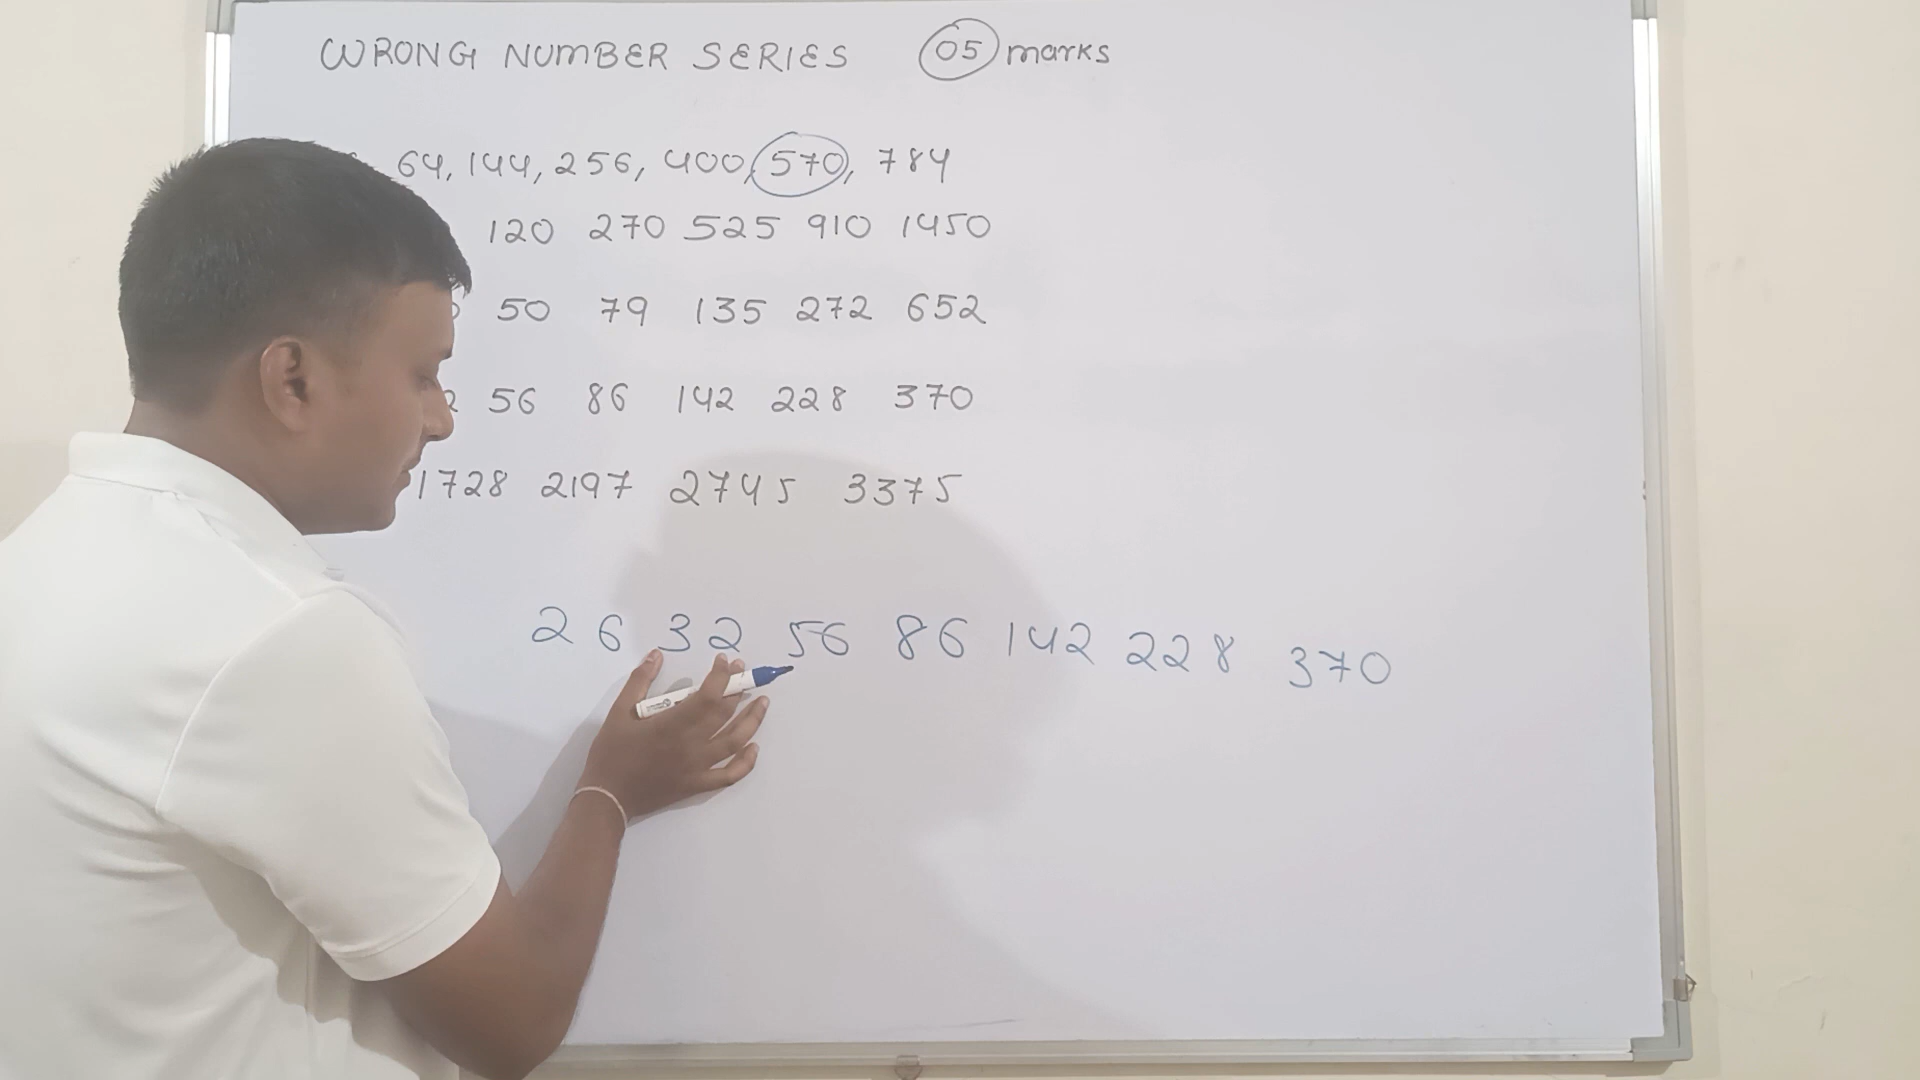 WRONG NUMBER SERIES 05 marks
64, 144, 256, 400, 570, 784
120 270 525 910 1450
50 79 135 272 652
2 56 86 142 228 370
1728 2197 2745 3375
26 32 56 86 142 228 370